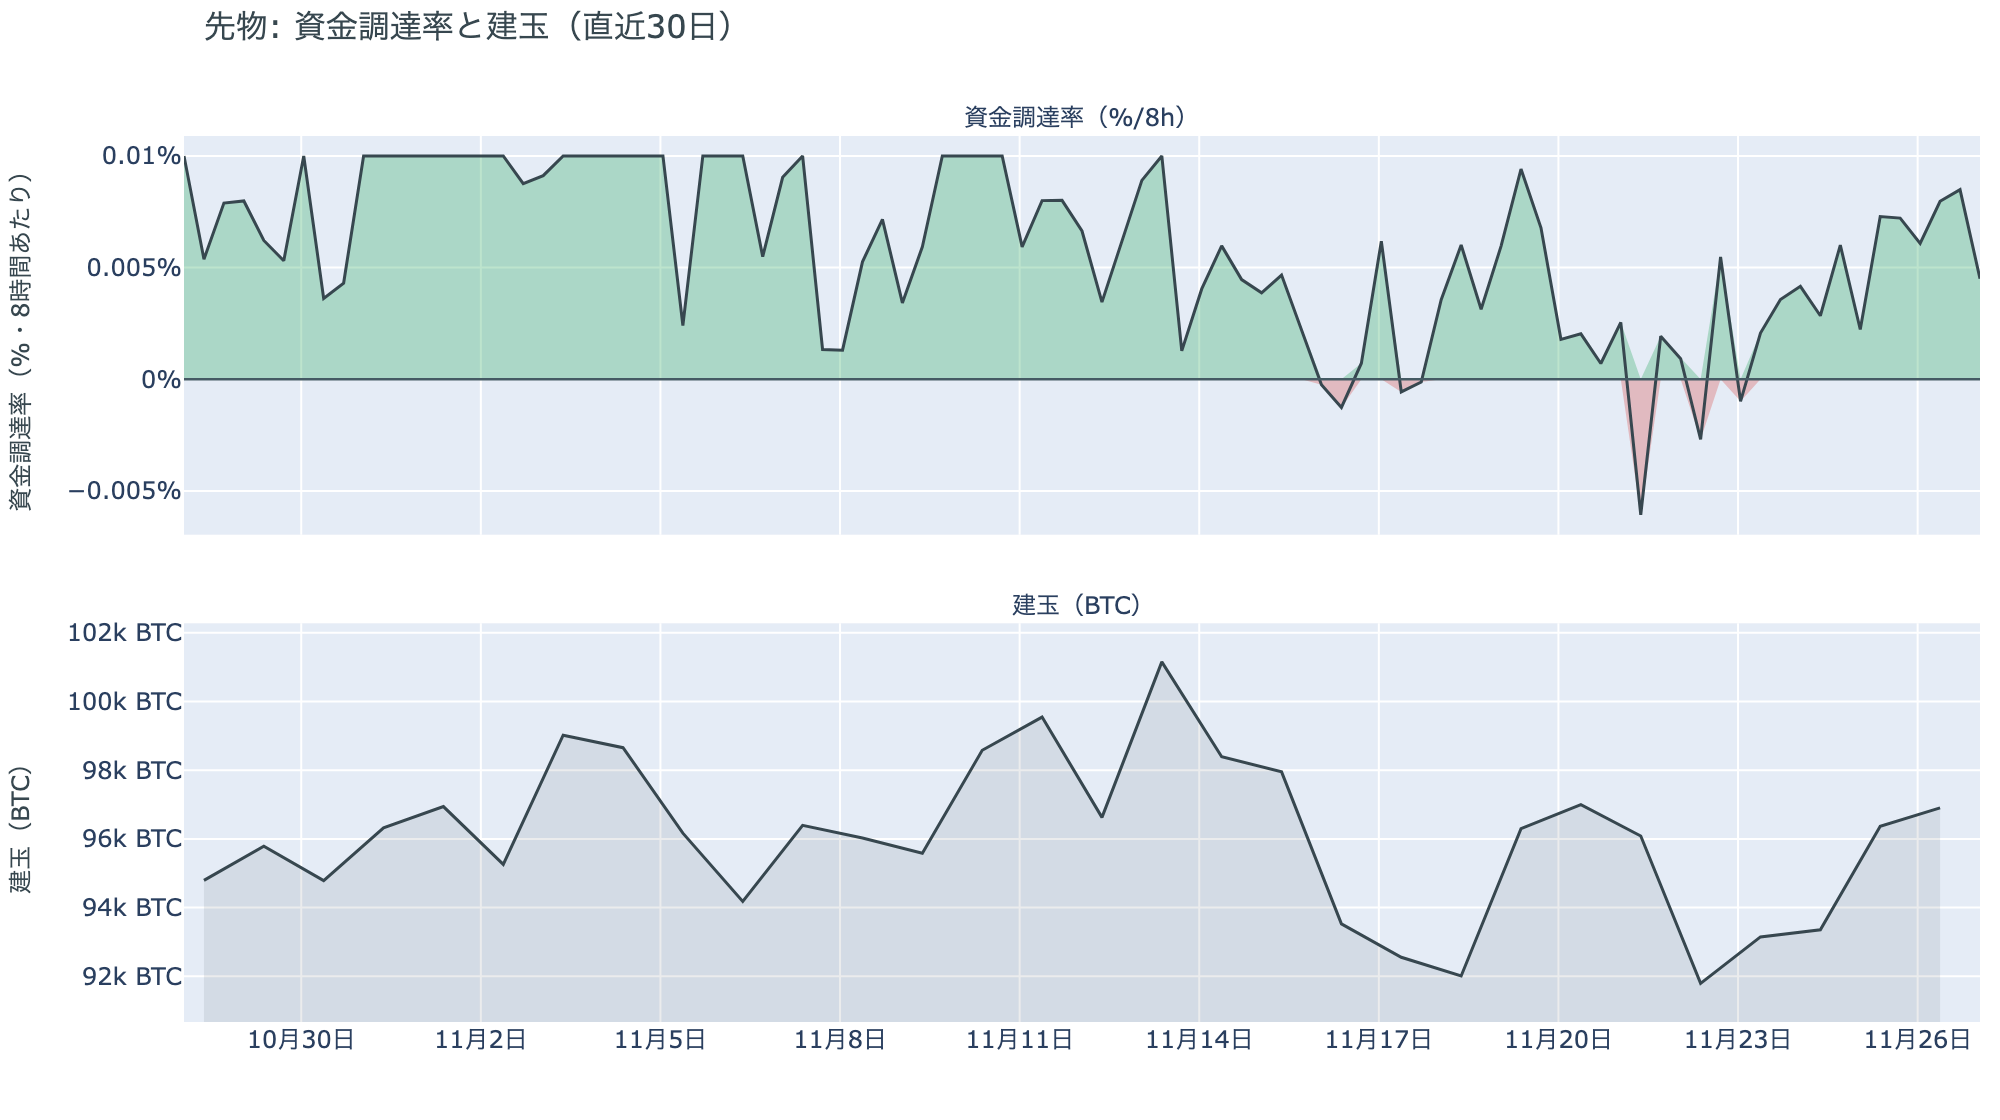 先物: 資金調達率と建玉（直近30日）
資金調達率（%/8h）
資金調達率（%・8時間あたり）
0.01%
0.005%
0%
−0.005%
建玉（BTC）
建玉（BTC）
102k BTC
100k BTC
98k BTC
96k BTC
94k BTC
92k BTC
10月30日
11月2日
11月5日
11月8日
11月11日
11月14日
11月17日
11月20日
11月23日
11月26日